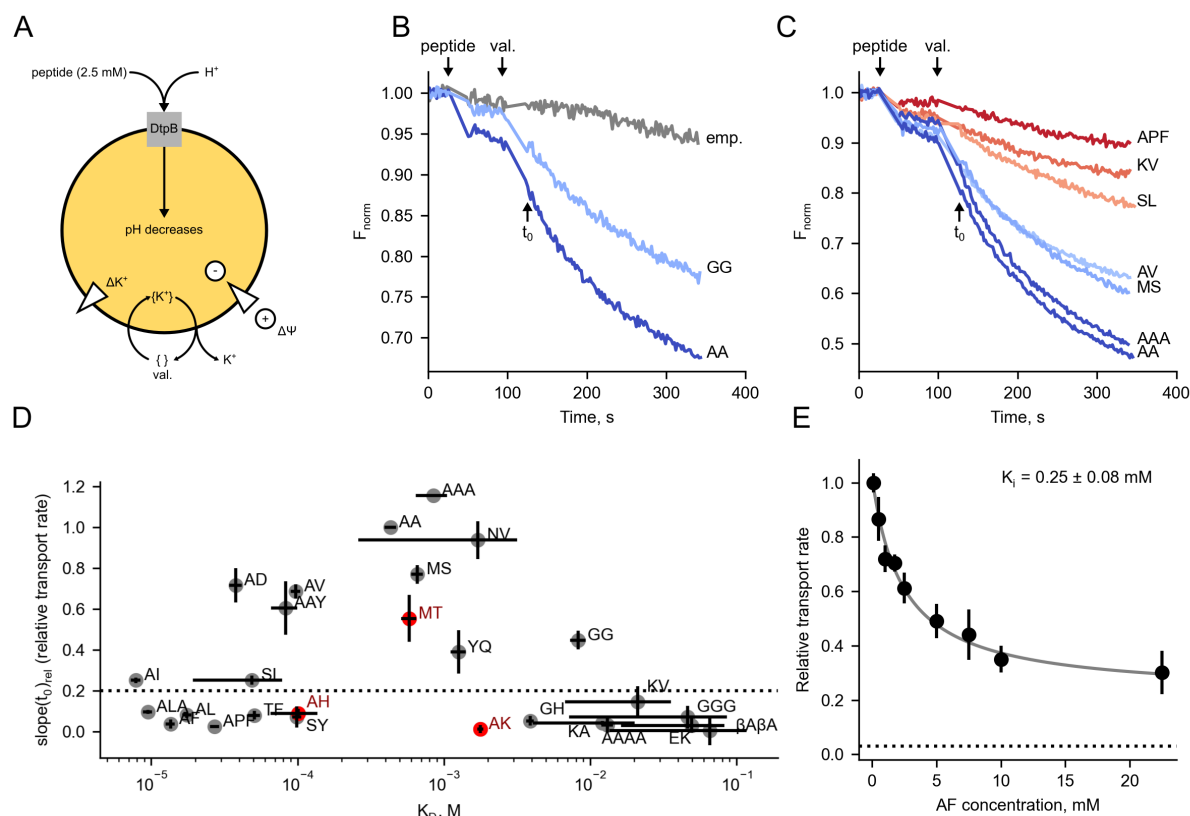 A
peptide (2.5 mM)
H⁺
DtpB
pH decreases
ΔK⁺
{K⁺}
-
+
ΔΨ
{ }
val.
K⁺
B
peptide
val.
1.00
0.95
0.90
0.85
0.80
0.75
0.70
F_norm
emp.
t₀
GG
AA
0
100
200
300
400
Time, s
C
peptide
val.
1.0
0.9
0.8
0.7
0.6
0.5
F_norm
APF
KV
SL
t₀
AV
MS
AAA
AA
0
100
200
300
400
Time, s
D
slope(t₀)_rel (relative transport rate)
1.2
1.0
0.8
0.6
0.4
0.2
0.0
AAA
AA
NV
MS
AD
AV
AAY
MT
YQ
GG
AI
SL
KV
ALA
AL
AF
APF
TF
AH
SY
AK
GH
GGG
KA
AAAA
EK
βAβA
10⁻⁵
10⁻⁴
10⁻³
10⁻²
10⁻¹
K_D, M
E
K_i = 0.25 ± 0.08 mM
Relative transport rate
1.0
0.8
0.6
0.4
0.2
0.0
0
5
10
15
20
AF concentration, mM